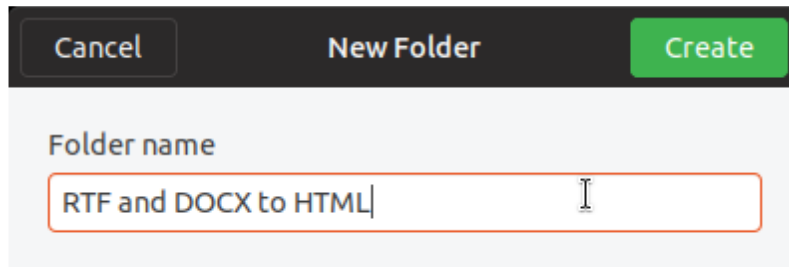 Cancel New Folder Create
Folder name
RTF and DOCX to HTML